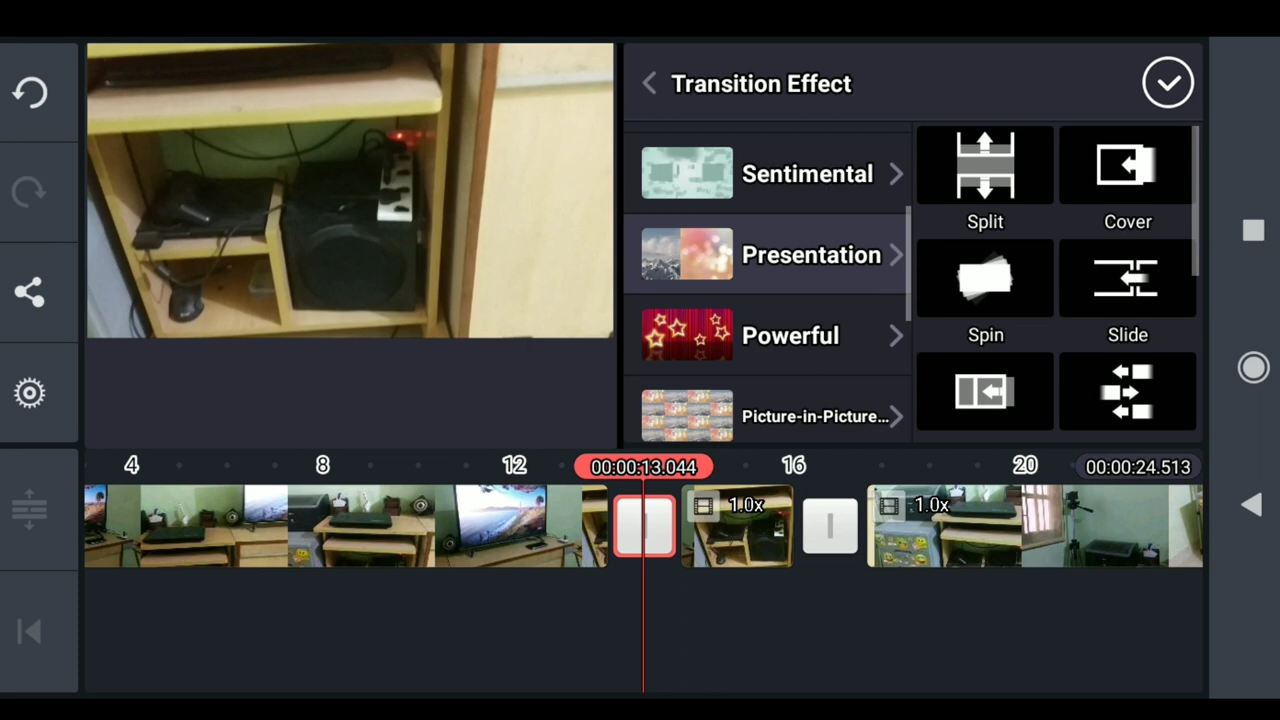 Transition Effect
Sentimental
Presentation
Powerful
Picture-in-Picture...
Split
Cover
Spin
Slide
4
8
12
00:00:13.044
16
20
00:00:24.513
1.0x
1.0x